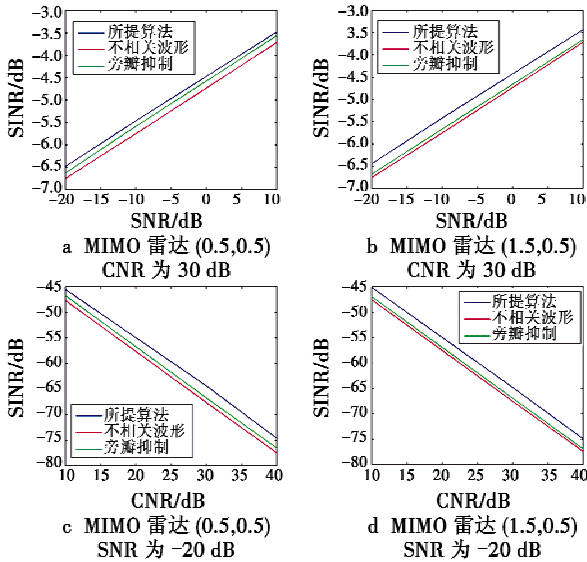 -3.0
-3.5
-4.0
-4.5
-5.0
-5.5
-6.0
-6.5
-7.0
SINR/dB
所提算法
不相关波形
旁瓣抑制
-20 -15 -10 -5 0 5 10
SNR/dB
a MIMO 雷达 (0.5,0.5)
CNR 为 30 dB
-3.0
-3.5
-4.0
-4.5
-5.0
-5.5
-6.0
-6.5
-7.0
SINR/dB
所提算法
不相关波形
旁瓣抑制
-20 -15 -10 -5 0 5 10
SNR/dB
b MIMO 雷达 (1.5,0.5)
CNR 为 30 dB
-45
-50
-55
-60
-65
-70
-75
-80
SINR/dB
所提算法
不相关波形
旁瓣抑制
10 15 20 25 30 35 40
CNR/dB
c MIMO 雷达 (0.5,0.5)
SNR 为 -20 dB
-45
-50
-55
-60
-65
-70
-75
-80
SINR/dB
所提算法
不相关波形
旁瓣抑制
10 15 20 25 30 35 40
CNR/dB
d MIMO 雷达 (1.5,0.5)
SNR 为 -20 dB